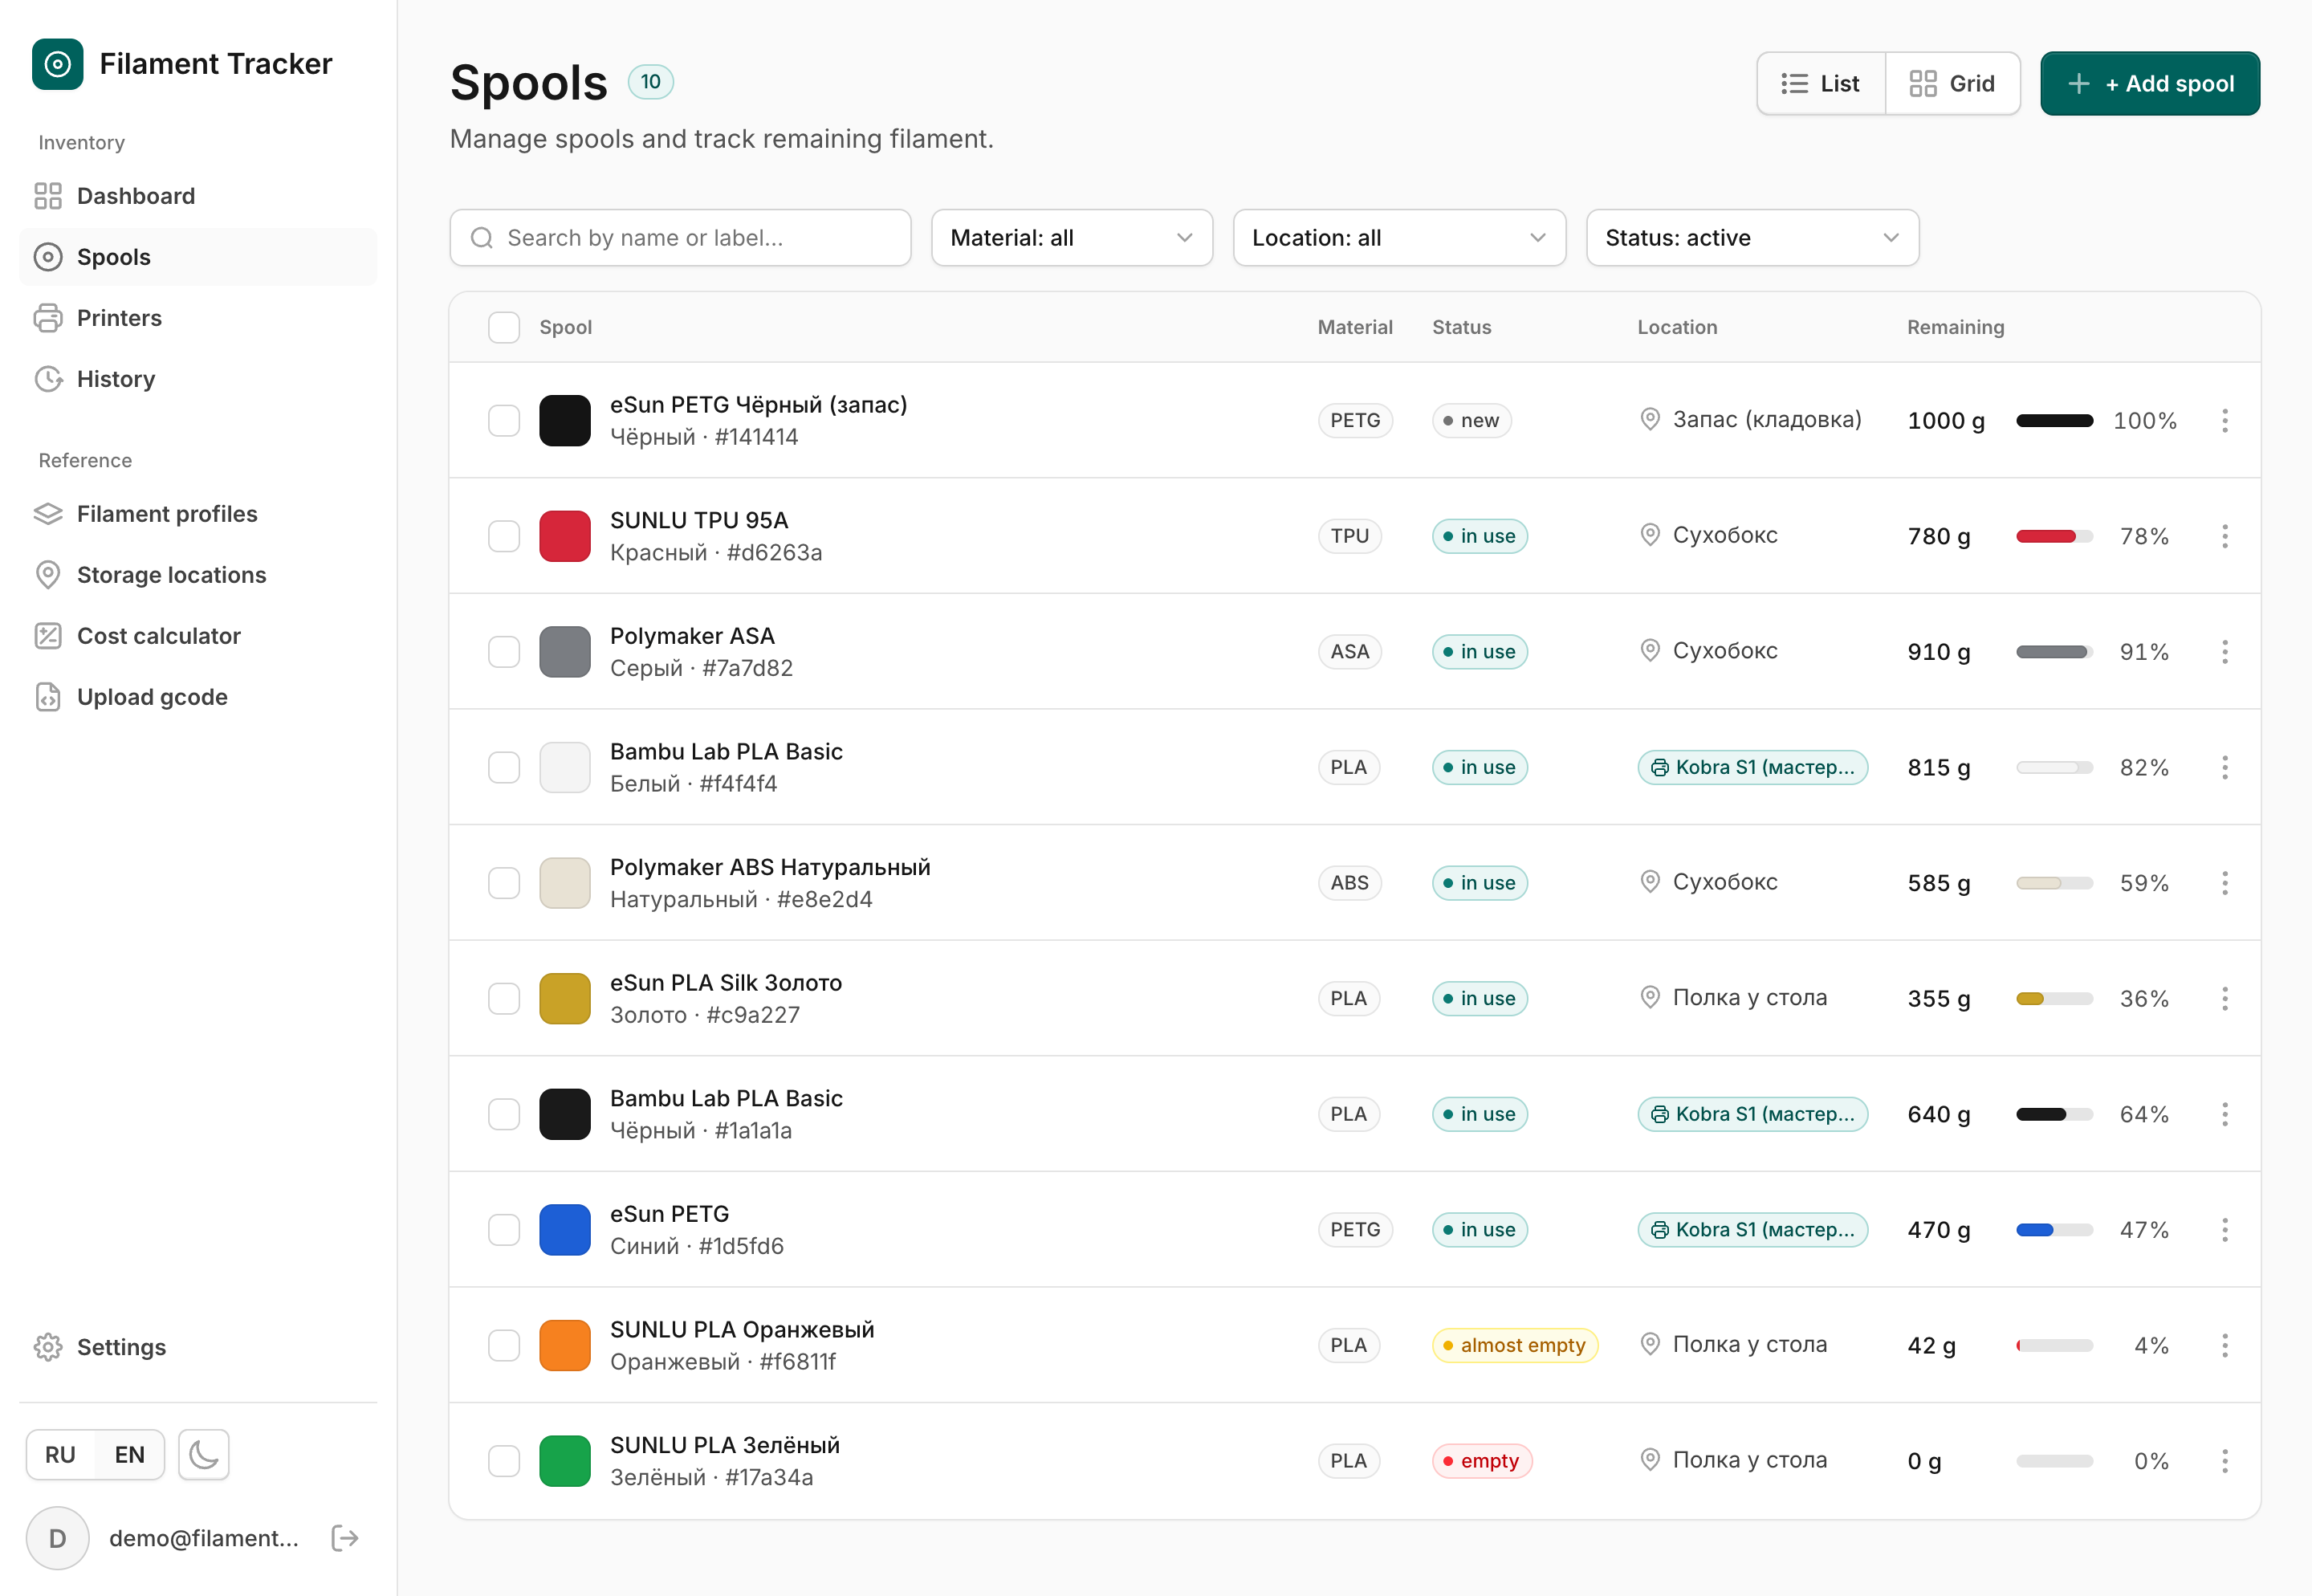 Filament Tracker
Inventory
Dashboard
Spools
Printers
History
Reference
Filament profiles
Storage locations
Cost calculator
Upload gcode
Settings
RU EN
D demo@filament...
Spools 10
Manage spools and track remaining filament.
List Grid + Add spool
Search by name or label... Material: all Location: all Status: active
Spool Material Status Location Remaining
eSun PETG Чёрный (запас)
Чёрный · #141414
PETG new Запас (кладовка) 1000 g 100%
SUNLU TPU 95A
Красный · #d6263a
TPU in use Сухобокс 780 g 78%
Polymaker ASA
Серый · #7a7d82
ASA in use Сухобокс 910 g 91%
Bambu Lab PLA Basic
Белый · #f4f4f4
PLA in use Kobra S1 (мастер... 815 g 82%
Polymaker ABS Натуральный
Натуральный · #e8e2d4
ABS in use Сухобокс 585 g 59%
eSun PLA Silk Золото
Золото · #c9a227
PLA in use Полка у стола 355 g 36%
Bambu Lab PLA Basic
Чёрный · #1a1a1a
PLA in use Kobra S1 (мастер... 640 g 64%
eSun PETG
Синий · #1d5fd6
PETG in use Kobra S1 (мастер... 470 g 47%
SUNLU PLA Оранжевый
Оранжевый · #f6811f
PLA almost empty Полка у стола 42 g 4%
SUNLU PLA Зелёный
Зелёный · #17a34a
PLA empty Полка у стола 0 g 0%